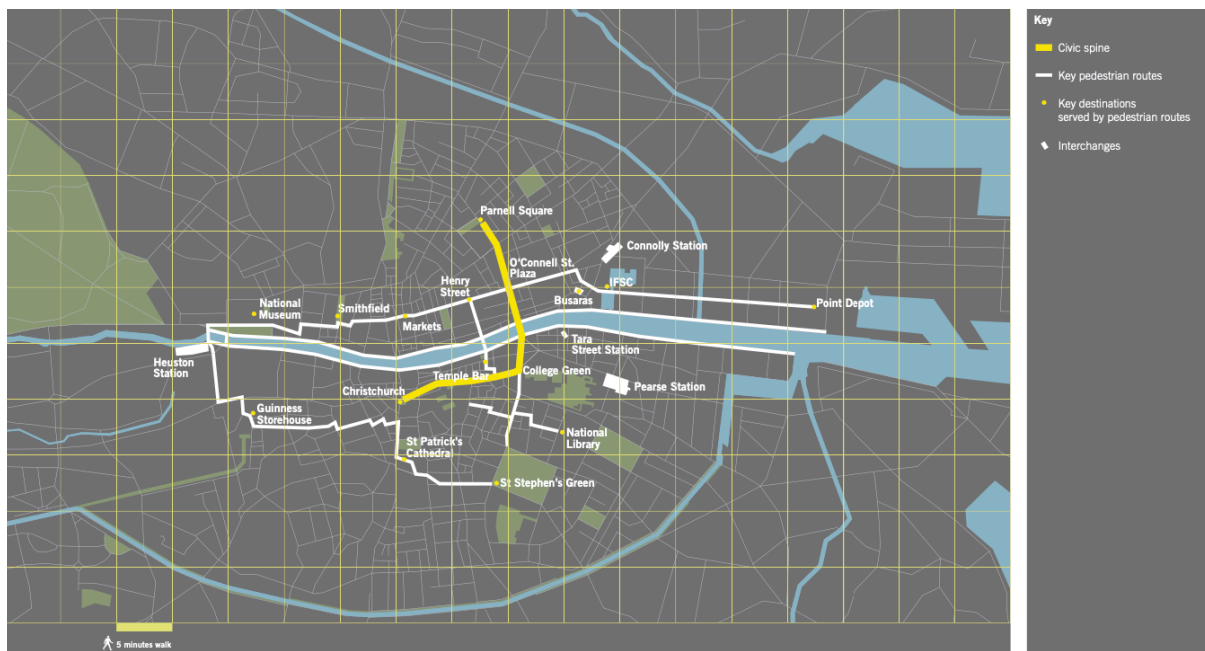 Parnell Square
Connolly Station
O'Connell St.
Plaza
Henry
Street
IFSC
Busaras
National
Museum
Smithfield
Markets
Point Depot
Tara
Street Station
Heuston
Station
Temple Bar
College Green
Christchurch
Pearse Station
Guinness
Storehouse
St Patrick's
Cathedral
National
Library
St Stephen's Green
5 minutes walk
Key
Civic spine
Key pedestrian routes
Key destinations
served by pedestrian routes
Interchanges